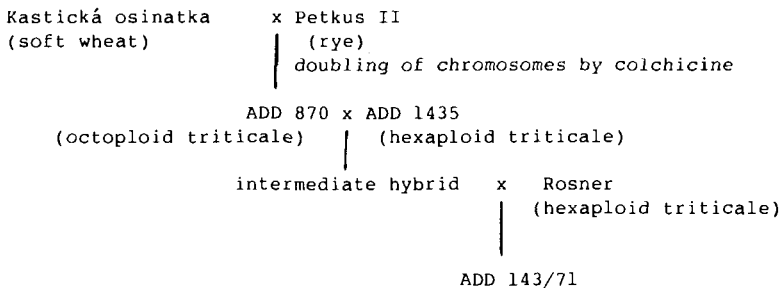 Kastická osinatka x Petkus II
(soft wheat) (rye)
doubling of chromosomes by colchicine
ADD 870 x ADD 1435
(octoploid triticale) (hexaploid triticale)
intermediate hybrid x Rosner
(hexaploid triticale)
ADD 143/71